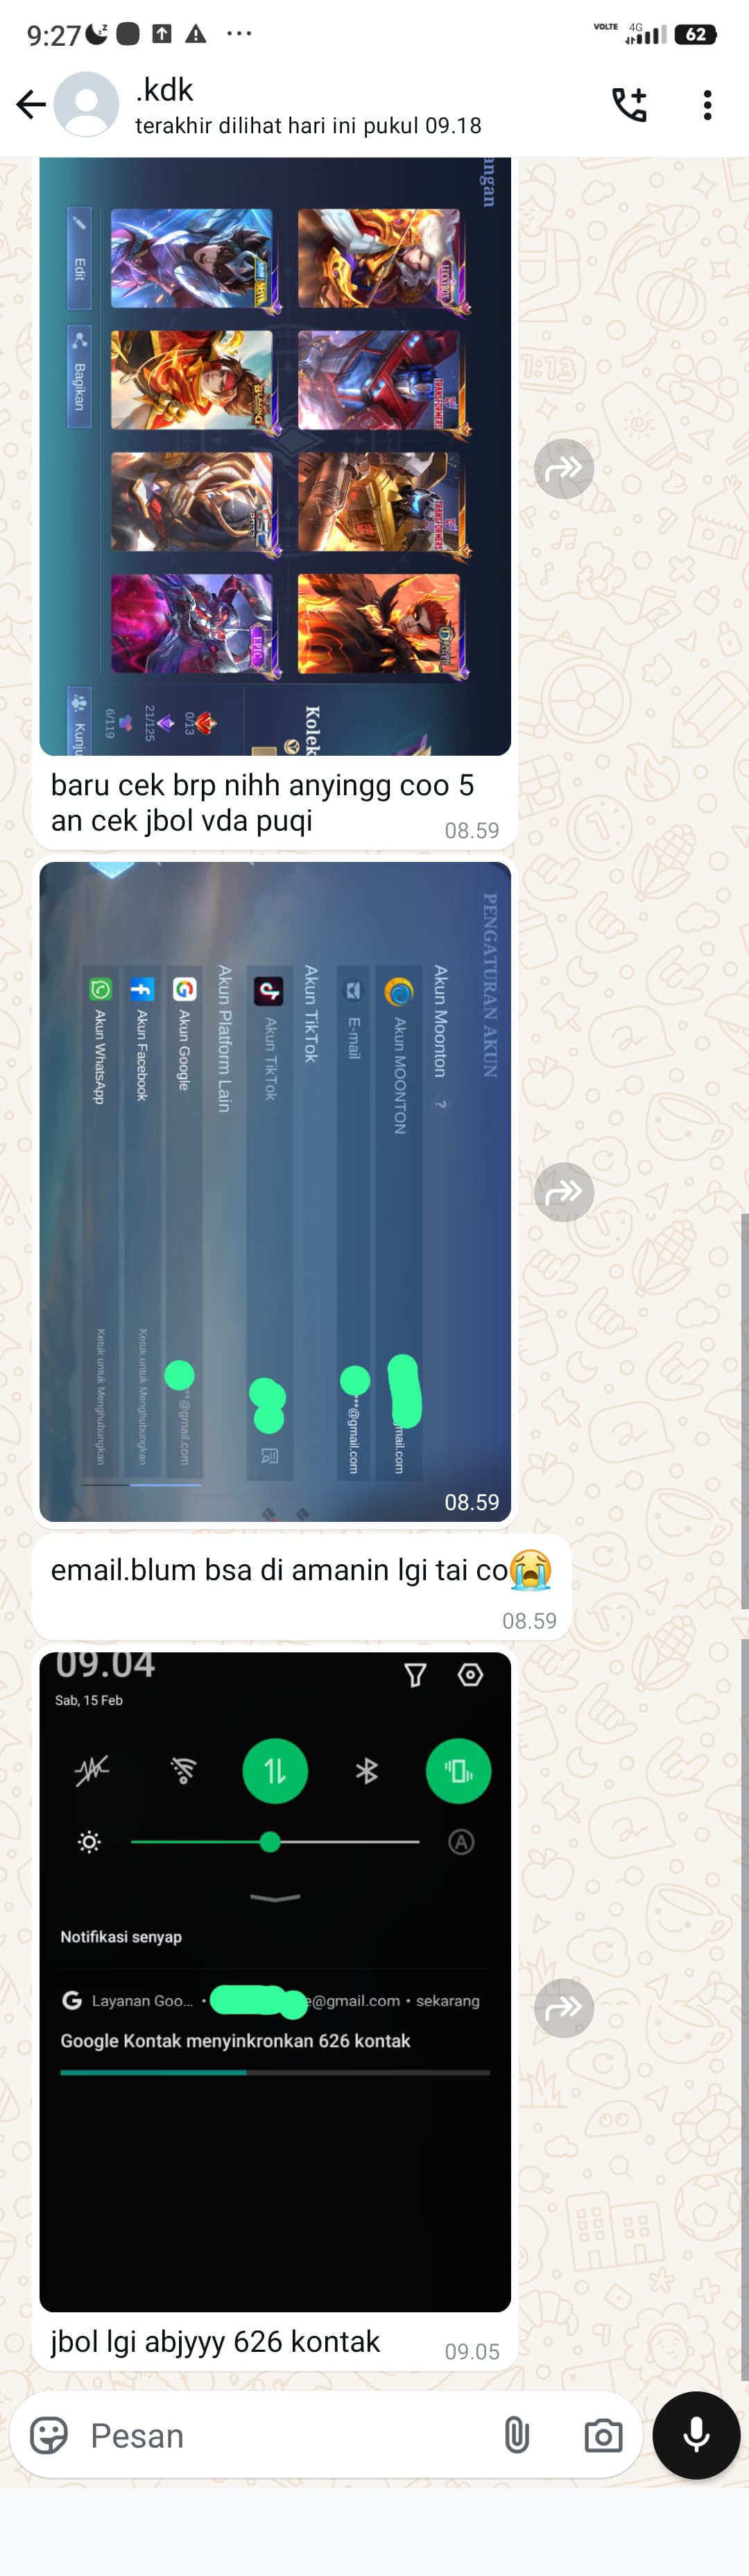 9:27
VOLTE 4G 62
.kdk
terakhir dilihat hari ini pukul 09.18
angan
Edit
Bagikan
LUCKY BOX
TRANSFORMERS
TRANSFORMERS
EPIC
Kolek
0/13
21/125
6/119
Kunju
baru cek brp nihh anyingg coo 5
an cek jbol vda puqi
08.59
PENGATURAN AKUN
Akun Moonton ?
Akun MOONTON
mail.com
E-mail
**@gmail.com
Akun TikTok
Akun TikTok
Akun Platform Lain
Akun Google
**@gmail.com
Akun Facebook
Ketuk untuk Menghubungkan
Akun WhatsApp
Ketuk untuk Menghubungkan
08.59
email.blum bsa di amanin lgi tai co😭
08.59
09.04
Sab, 15 Feb
A
Notifikasi senyap
G Layanan Goo... • e@gmail.com • sekarang
Google Kontak menyinkronkan 626 kontak
jbol lgi abjyyy 626 kontak
09.05
Pesan